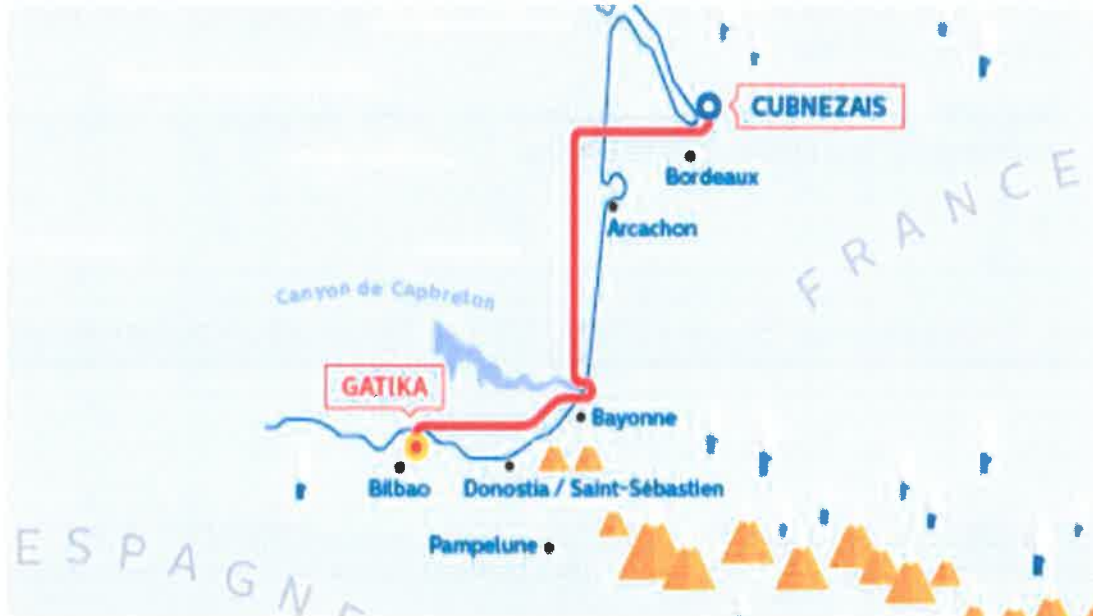 CUBNEZAIS
Bordeaux
FRANCE
Arcachon
Canyon de Capbreton
GATIKA
Bayonne
Bilbao
Donostia / Saint-Sébastien
Pampelune
ESPAGNE